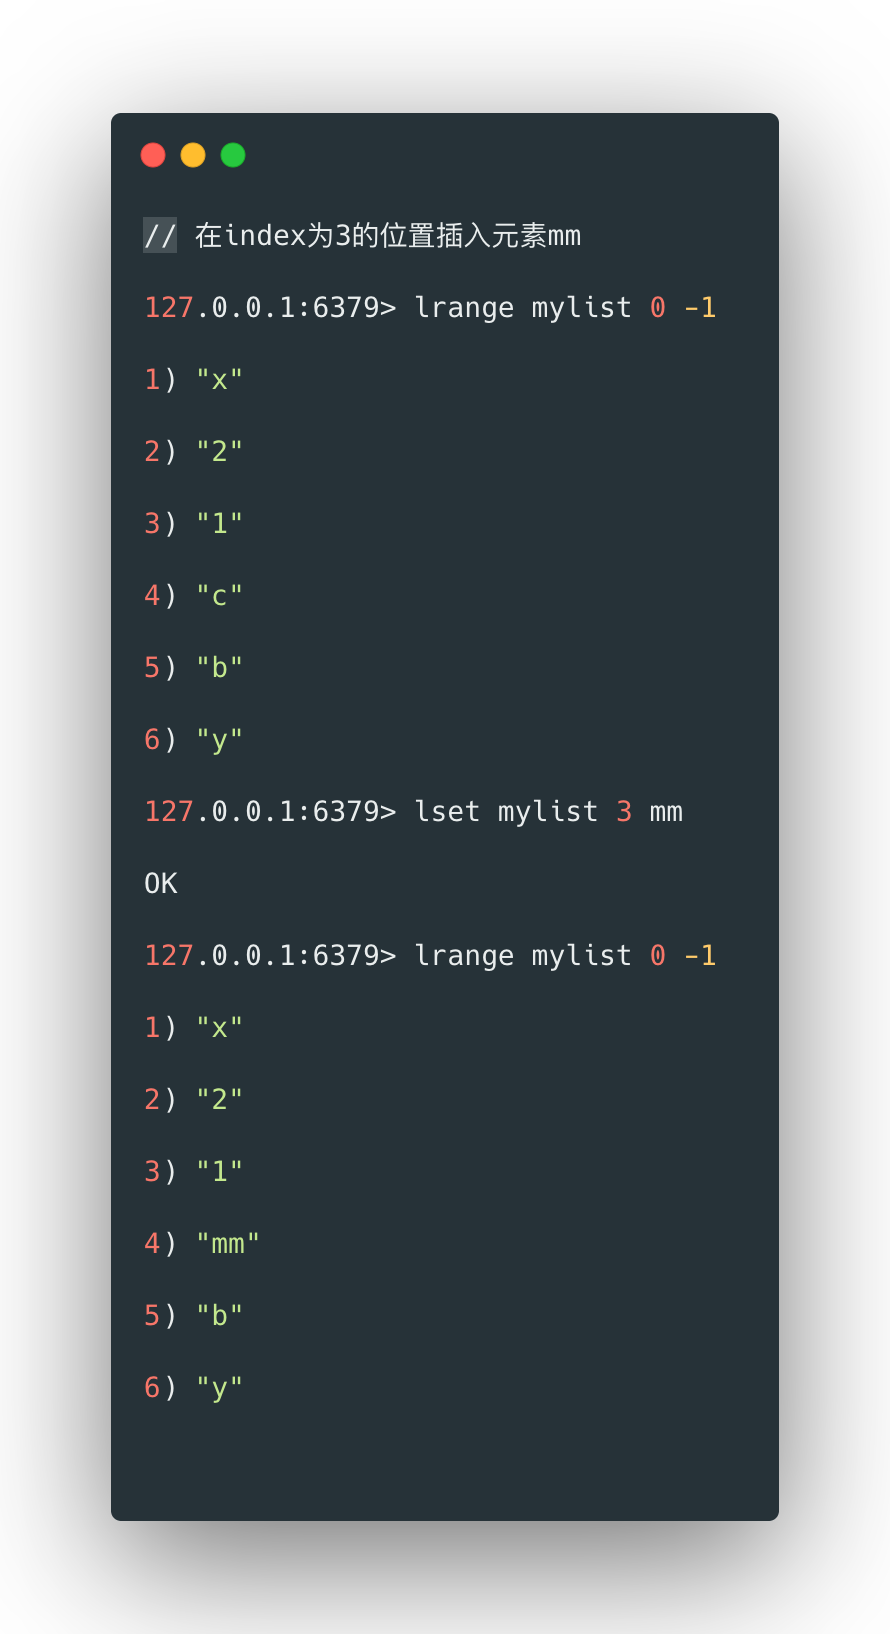 // 在index为3的位置插入元素mm
127.0.0.1:6379> lrange mylist 0 -1
1) "x"
2) "2"
3) "1"
4) "c"
5) "b"
6) "y"
127.0.0.1:6379> lset mylist 3 mm
OK
127.0.0.1:6379> lrange mylist 0 -1
1) "x"
2) "2"
3) "1"
4) "mm"
5) "b"
6) "y"